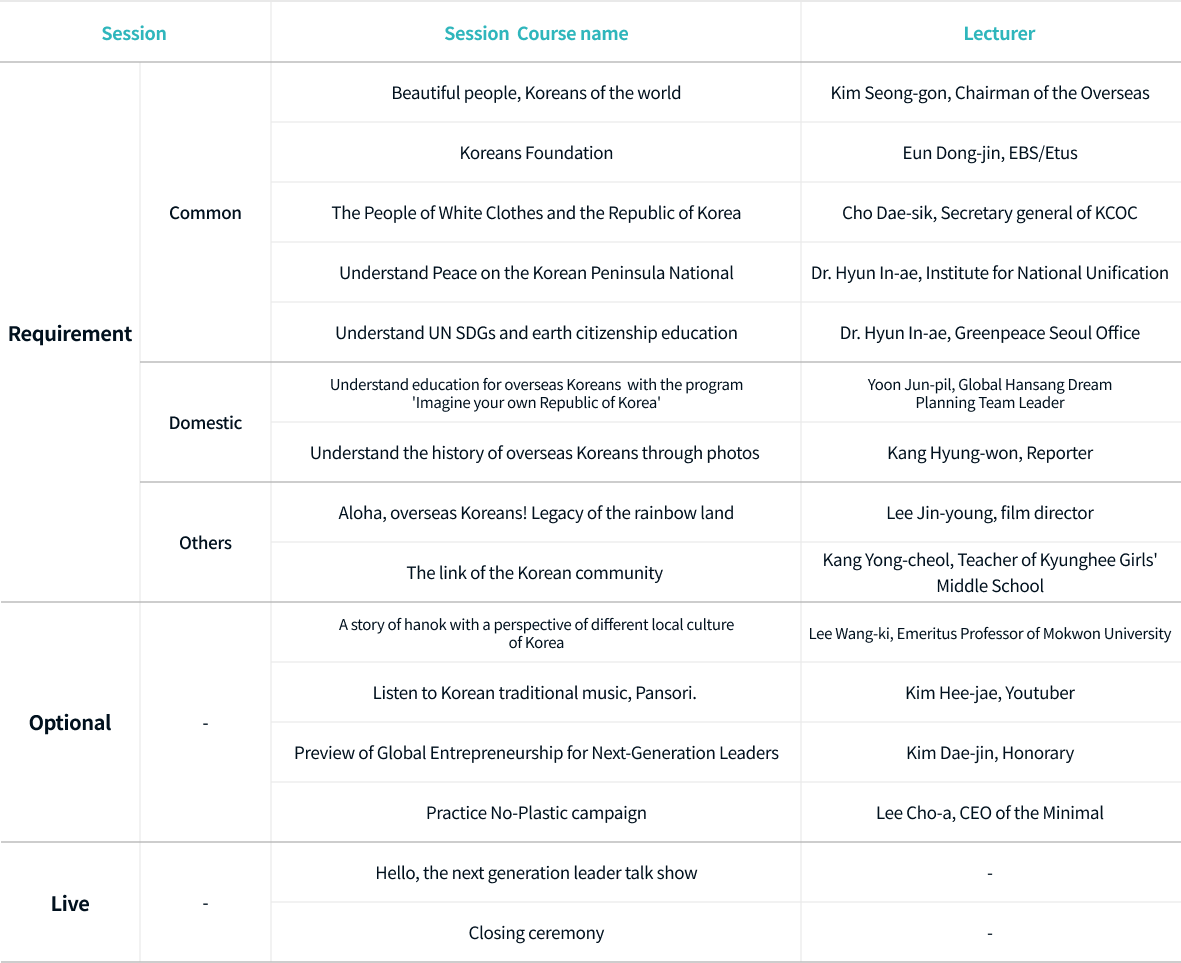 Session Session Course name Lecturer
Beautiful people, Koreans of the world Kim Seong-gon, Chairman of the Overseas
Koreans Foundation Eun Dong-jin, EBS/Etus
Common The People of White Clothes and the Republic of Korea Cho Dae-sik, Secretary general of KCOC
Understand Peace on the Korean Peninsula National Dr. Hyun In-ae, Institute for National Unification
Requirement Understand UN SDGs and earth citizenship education Dr. Hyun In-ae, Greenpeace Seoul Office
Domestic
Understand education for overseas Koreans with the program
'Imagine your own Republic of Korea'
Yoon Jun-pil, Global Hansang Dream
Planning Team Leader
Understand the history of overseas Koreans through photos Kang Hyung-won, Reporter
Others
Aloha, overseas Koreans! Legacy of the rainbow land Lee Jin-young, film director
The link of the Korean community
Kang Yong-cheol, Teacher of Kyunghee Girls'
Middle School
Optional
-
A story of hanok with a perspective of different local culture
of Korea
Lee Wang-ki, Emeritus Professor of Mokwon University
Listen to Korean traditional music, Pansori. Kim Hee-jae, Youtuber
Preview of Global Entrepreneurship for Next-Generation Leaders Kim Dae-jin, Honorary
Practice No-Plastic campaign Lee Cho-a, CEO of the Minimal
Live
-
Hello, the next generation leader talk show -
Closing ceremony -